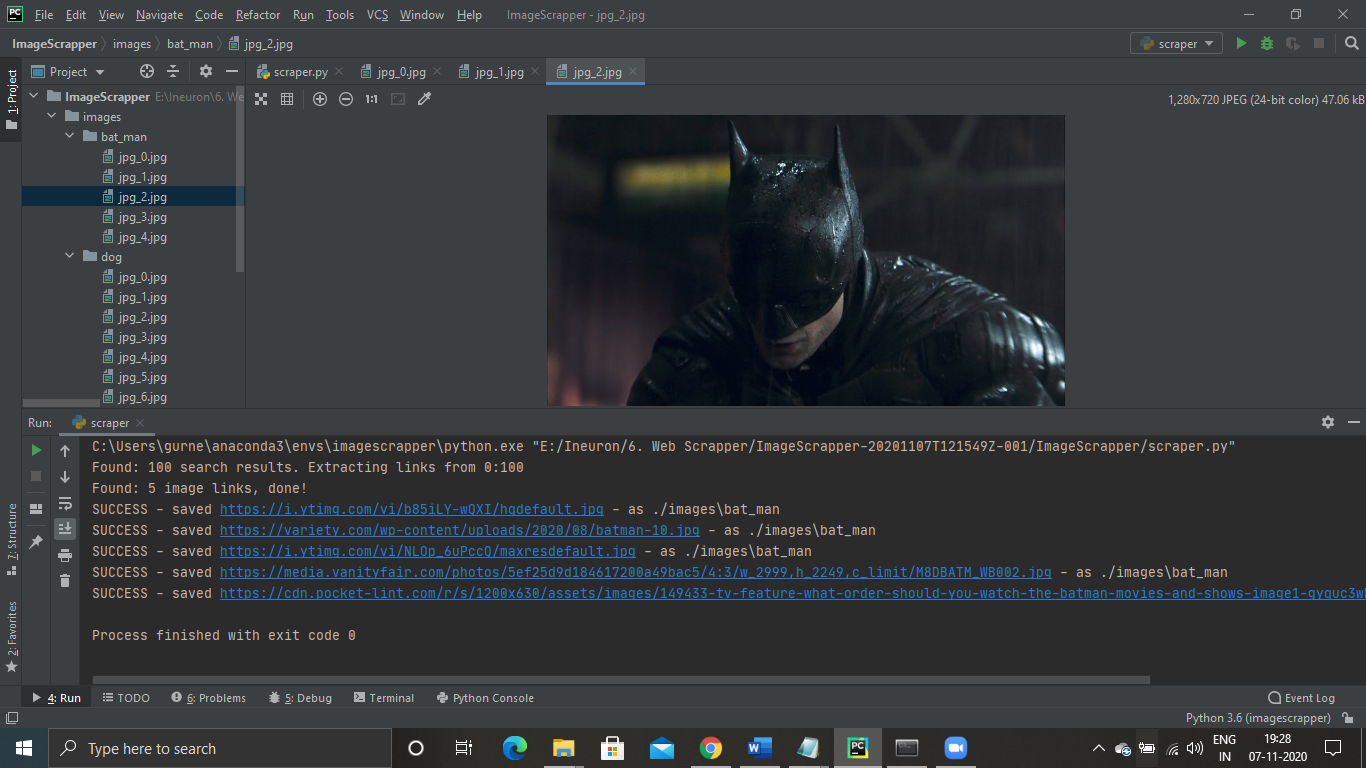 PC File Edit View Navigate Code Refactor Run Tools VCS Window Help ImageScrapper - jpg_2.jpg
ImageScrapper images bat_man jpg_2.jpg scraper
1: Project
Project scraper.py jpg_0.jpg jpg_1.jpg jpg_2.jpg
1:1 1,280x720 JPEG (24-bit color) 47.06 kB
ImageScrapper E:\Ineuron\6. We
images
bat_man
jpg_0.jpg
jpg_1.jpg
jpg_2.jpg
jpg_3.jpg
jpg_4.jpg
dog
jpg_0.jpg
jpg_1.jpg
jpg_2.jpg
jpg_3.jpg
jpg_4.jpg
jpg_5.jpg
jpg_6.jpg
Run: scraper
C:\Users\gurne\anaconda3\envs\imagescrapper\python.exe "E:/Ineuron/6. Web Scrapper/ImageScrapper-20201107T121549Z-001/ImageScrapper/scraper.py"
Found: 100 search results. Extracting links from 0:100
Found: 5 image links, done!
SUCCESS - saved https://i.ytimg.com/vi/b85iLY-wQXI/hqdefault.jpg - as ./images\bat_man
SUCCESS - saved https://variety.com/wp-content/uploads/2020/08/batman-10.jpg - as ./images\bat_man
SUCCESS - saved https://i.ytimg.com/vi/NLOp_6uPccQ/maxresdefault.jpg - as ./images\bat_man
SUCCESS - saved https://media.vanityfair.com/photos/5ef25d9d184617200a49bac5/4:3/w_2999,h_2249,c_limit/M8DBATM_WB002.jpg - as ./images\bat_man
SUCCESS - saved https://cdn.pocket-lint.com/r/s/1200x630/assets/images/149433-tv-feature-what-order-should-you-watch-the-batman-movies-and-shows-image1-gyguc3w
Process finished with exit code 0
7: Structure
2: Favorites
4: Run TODO 6: Problems 5: Debug Terminal Python Console Event Log
Python 3.6 (imagescrapper)
Type here to search
ENG
IN
19:28
07-11-2020